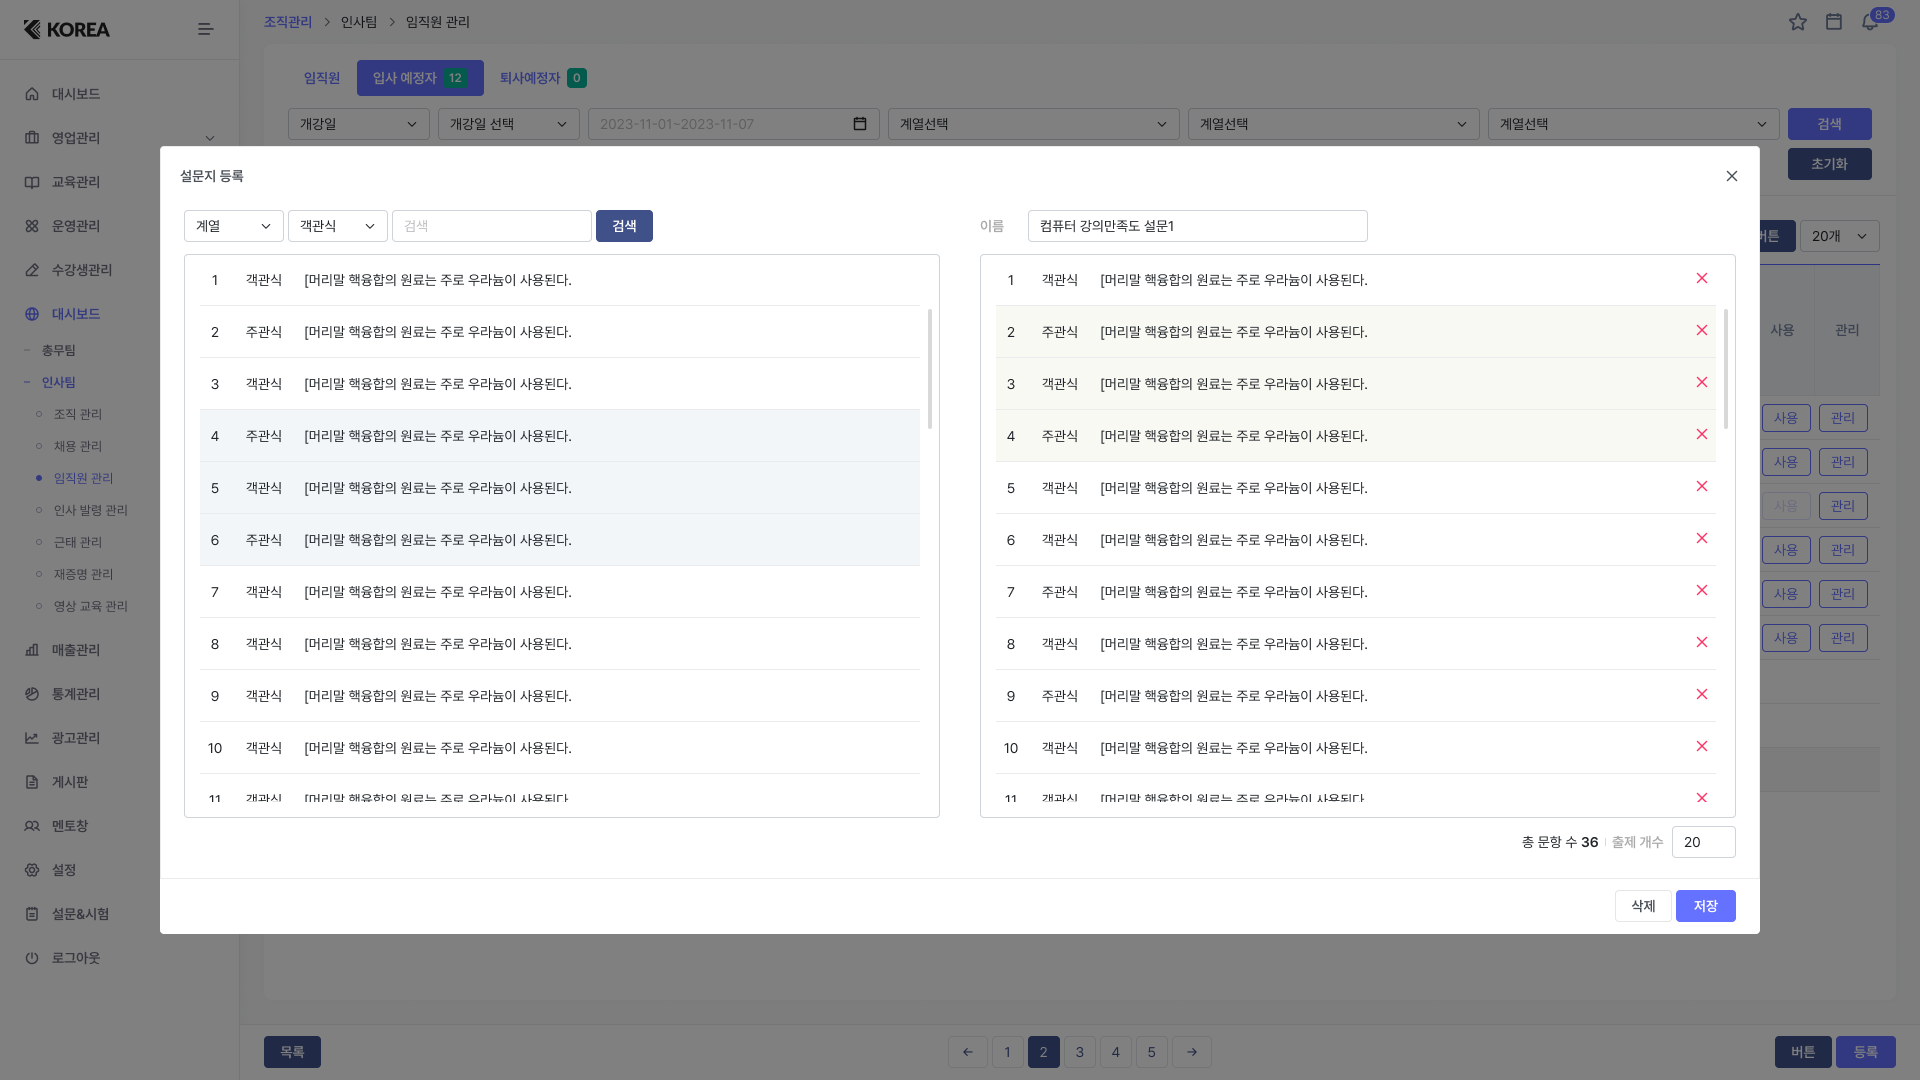 KOREA
조직관리 > 인사팀 > 임직원 관리
83
대시보드
영업관리
교육관리
운영관리
수강생관리
대시보드
총무팀
인사팀
조직 관리
채용 관리
임직원 관리
인사 발령 관리
근태 관리
재증명 관리
영상 교육 관리
매출관리
통계관리
광고관리
게시판
멘토창
설정
설문&시험
로그아웃
임직원 입사 예정자 12 퇴사예정자 0
개강일 개강일 선택 2023-11-01~2023-11-07 계열선택 계열선택 계열선택 검색
초기화
버튼 20개
사용 관리
사용 관리
사용 관리
사용 관리
사용 관리
사용 관리
사용 관리
설문지 등록
계열 객관식 검색 검색
1 객관식 [머리말 핵융합의 원료는 주로 우라늄이 사용된다.
2 주관식 [머리말 핵융합의 원료는 주로 우라늄이 사용된다.
3 객관식 [머리말 핵융합의 원료는 주로 우라늄이 사용된다.
4 주관식 [머리말 핵융합의 원료는 주로 우라늄이 사용된다.
5 객관식 [머리말 핵융합의 원료는 주로 우라늄이 사용된다.
6 주관식 [머리말 핵융합의 원료는 주로 우라늄이 사용된다.
7 객관식 [머리말 핵융합의 원료는 주로 우라늄이 사용된다.
8 객관식 [머리말 핵융합의 원료는 주로 우라늄이 사용된다.
9 객관식 [머리말 핵융합의 원료는 주로 우라늄이 사용된다.
10 객관식 [머리말 핵융합의 원료는 주로 우라늄이 사용된다.
11 객관식 [머리말 핵융합의 원료는 주로 우라늄이 사용된다.
이름 컴퓨터 강의만족도 설문1
1 객관식 [머리말 핵융합의 원료는 주로 우라늄이 사용된다.
2 주관식 [머리말 핵융합의 원료는 주로 우라늄이 사용된다.
3 객관식 [머리말 핵융합의 원료는 주로 우라늄이 사용된다.
4 주관식 [머리말 핵융합의 원료는 주로 우라늄이 사용된다.
5 객관식 [머리말 핵융합의 원료는 주로 우라늄이 사용된다.
6 객관식 [머리말 핵융합의 원료는 주로 우라늄이 사용된다.
7 주관식 [머리말 핵융합의 원료는 주로 우라늄이 사용된다.
8 객관식 [머리말 핵융합의 원료는 주로 우라늄이 사용된다.
9 주관식 [머리말 핵융합의 원료는 주로 우라늄이 사용된다.
10 객관식 [머리말 핵융합의 원료는 주로 우라늄이 사용된다.
11 객관식 [머리말 핵융합의 원료는 주로 우라늄이 사용된다.
총 문항 수 36 출제 개수 20
삭제 저장
목록 1 2 3 4 5 버튼 등록